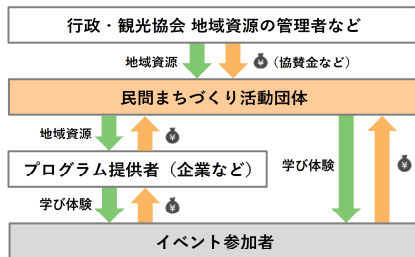 行政・観光協会 地域資源の管理者など
地域資源 ¥ （協賛金など）
民間まちづくり活動団体
地域資源 ¥
プログラム提供者（企業など）
学び体験 ¥
学び体験 ¥
イベント参加者